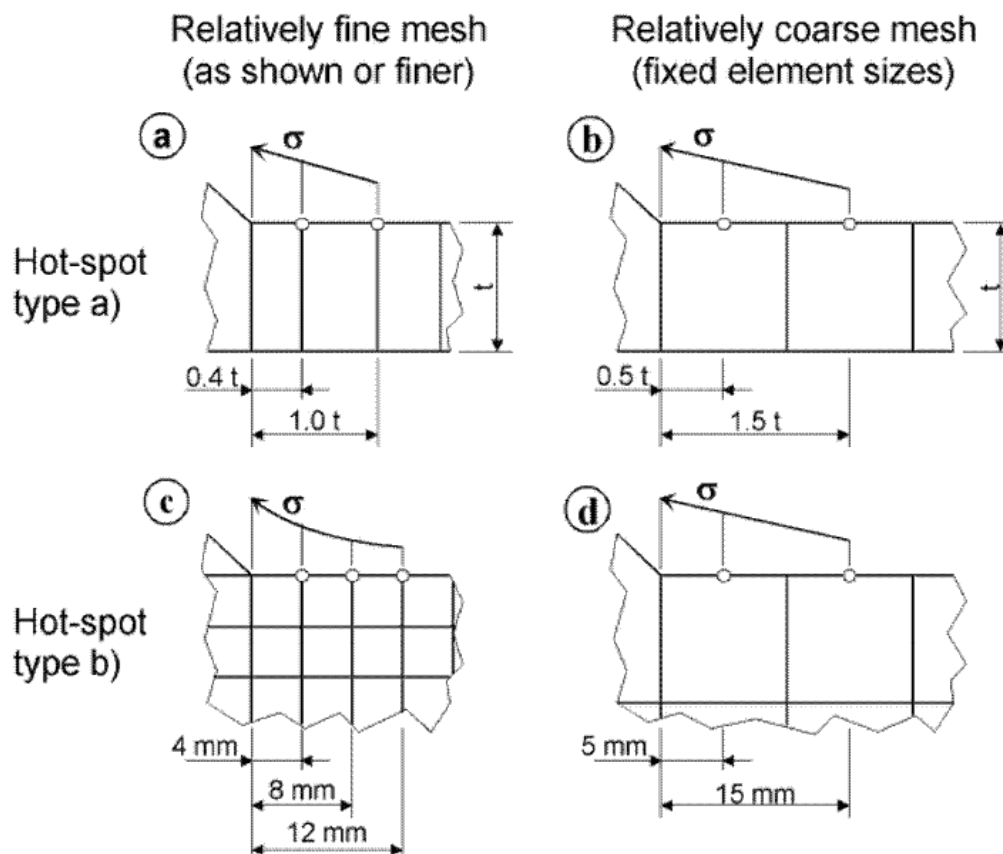 Relatively fine mesh
(as shown or finer)
Relatively coarse mesh
(fixed element sizes)
a
σ
b
σ
Hot-spot
type a)
t
t
0.4 t
1.0 t
0.5 t
1.5 t
c
σ
d
σ
Hot-spot
type b)
4 mm
8 mm
12 mm
5 mm
15 mm